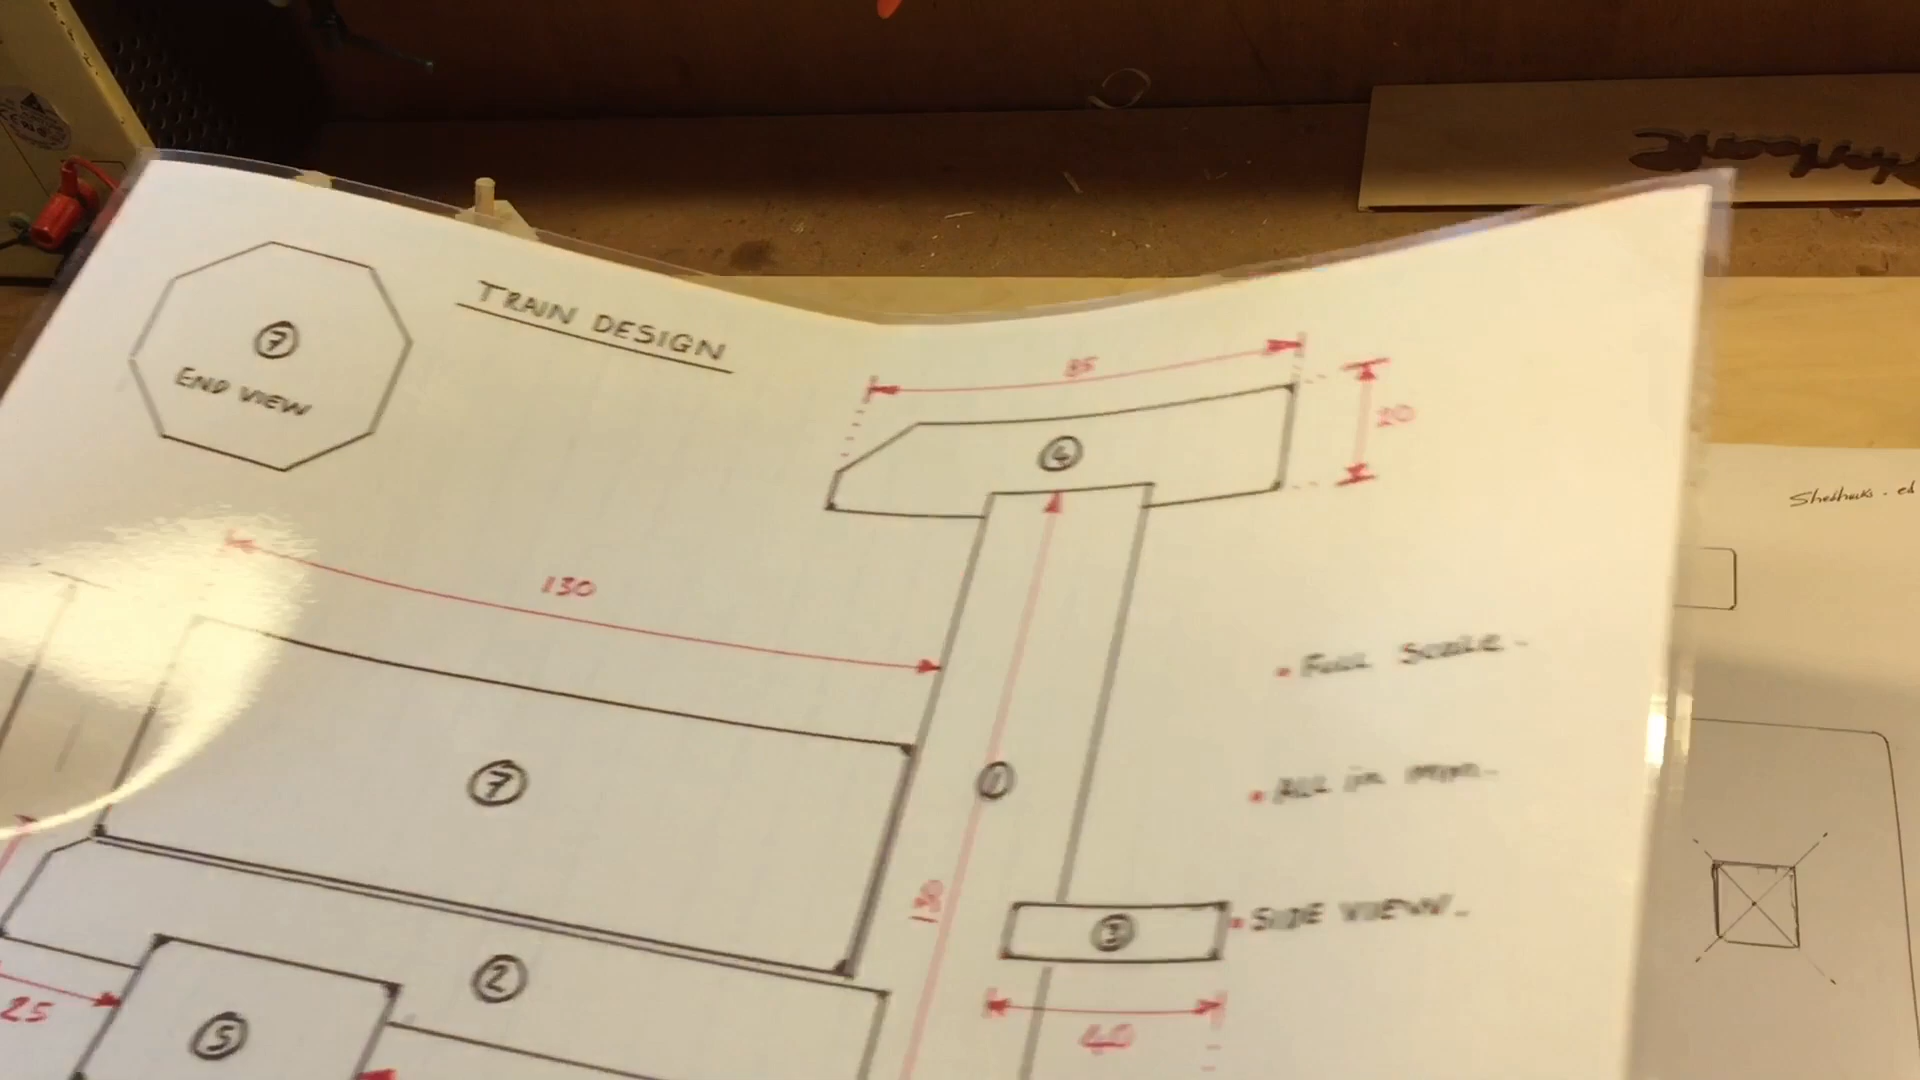 TRAIN DESIGN
7
END VIEW
85
20
4
130
• FULL SCALE.
7
1
• ALL in mm.
3
• SIDE VIEW.
2
25
5
40